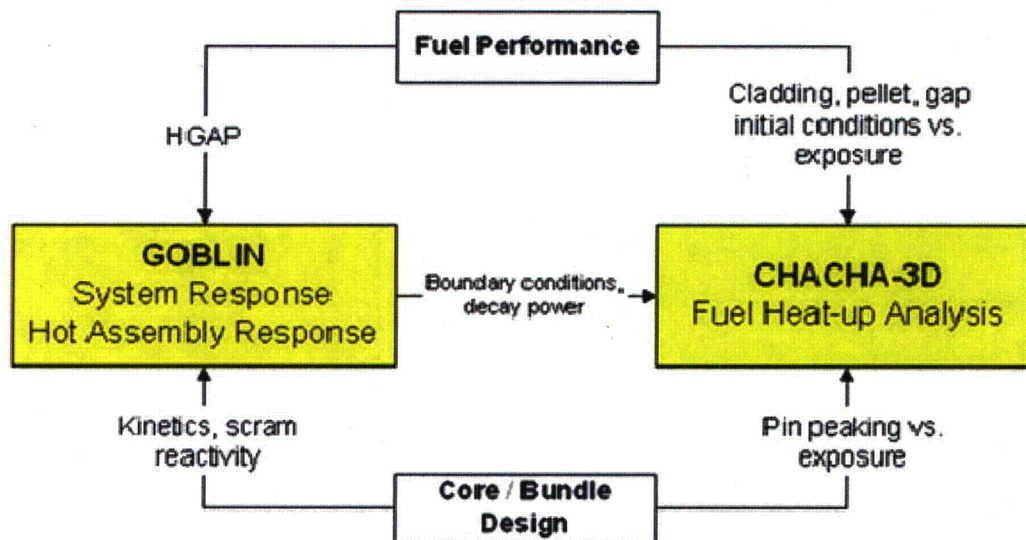 Fuel Performance
HGAP
Cladding, pellet, gap
initial conditions vs.
exposure
GOBLIN
System Response
Hot Assembly Response
Boundary conditions,
decay power
CHACHA-3D
Fuel Heat-up Analysis
Kinetics, scram
reactivity
Pin peaking vs.
exposure
Core / Bundle
Design